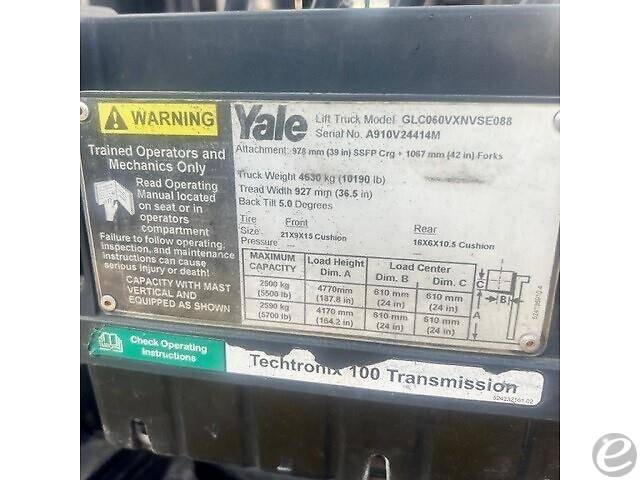 WARNING
Trained Operators and
Mechanics Only
Read Operating
Manual located
on seat or in
operators
compartment
Failure to follow operating,
inspection, and maintenance
instructions can cause
serious injury or death!
CAPACITY WITH MAST
VERTICAL AND
EQUIPPED AS SHOWN
Yale
Lift Truck Model GLC060VXNVSE088
Serial No. A910V24414M
Attachment: 978 mm (39 in) SSFP Crg + 1067 mm (42 in) Forks
Truck Weight 4630 kg (10190 lb)
Tread Width 927 mm (36.5 in)
Back Tilt 5.0 Degrees
Tire Front Rear
Size 21X9X15 Cushion 16X6X10.5 Cushion
Pressure — —
MAXIMUM CAPACITY Load Height Dim. A Load Center Dim. B Dim. C
2500 kg (5500 lb) 4770mm (187.8 in) 610 mm (24 in) 610 mm (24 in)
2590 kg (5700 lb) 4170 mm (164.2 in) 610 mm (24 in) 610 mm (24 in)
C
B
A
Check Operating
Instructions
Techtronix 100 Transmission